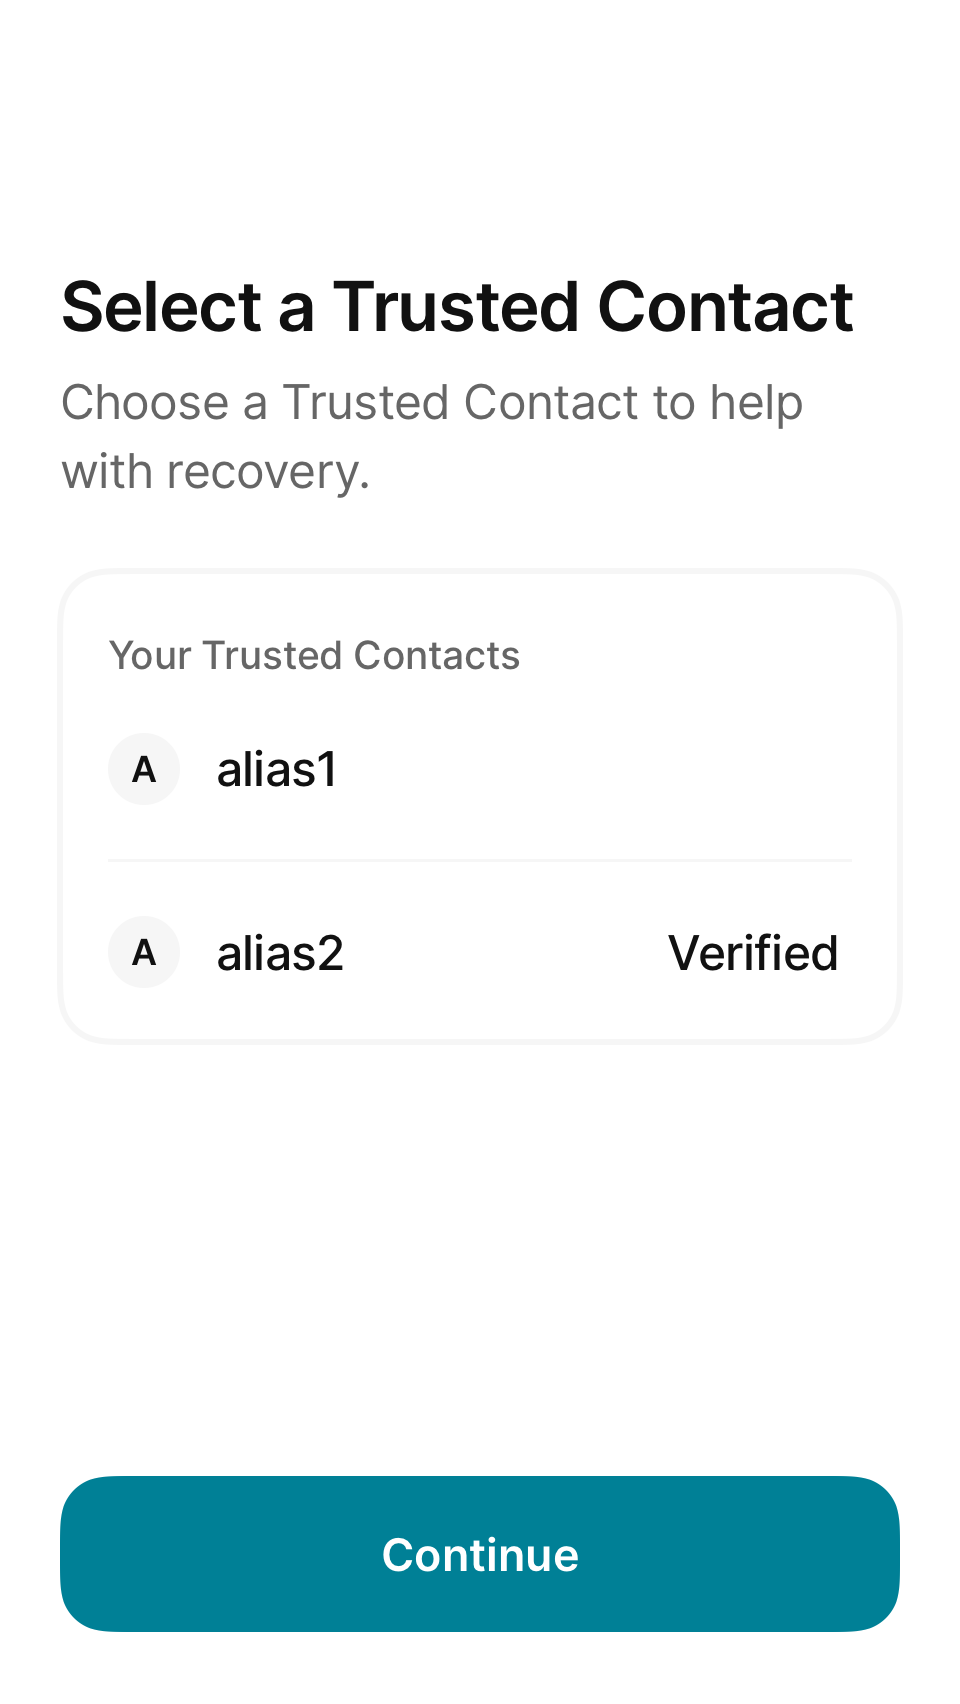 Select a Trusted Contact
Choose a Trusted Contact to help
with recovery.
Your Trusted Contacts
A alias1
A alias2 Verified
Continue